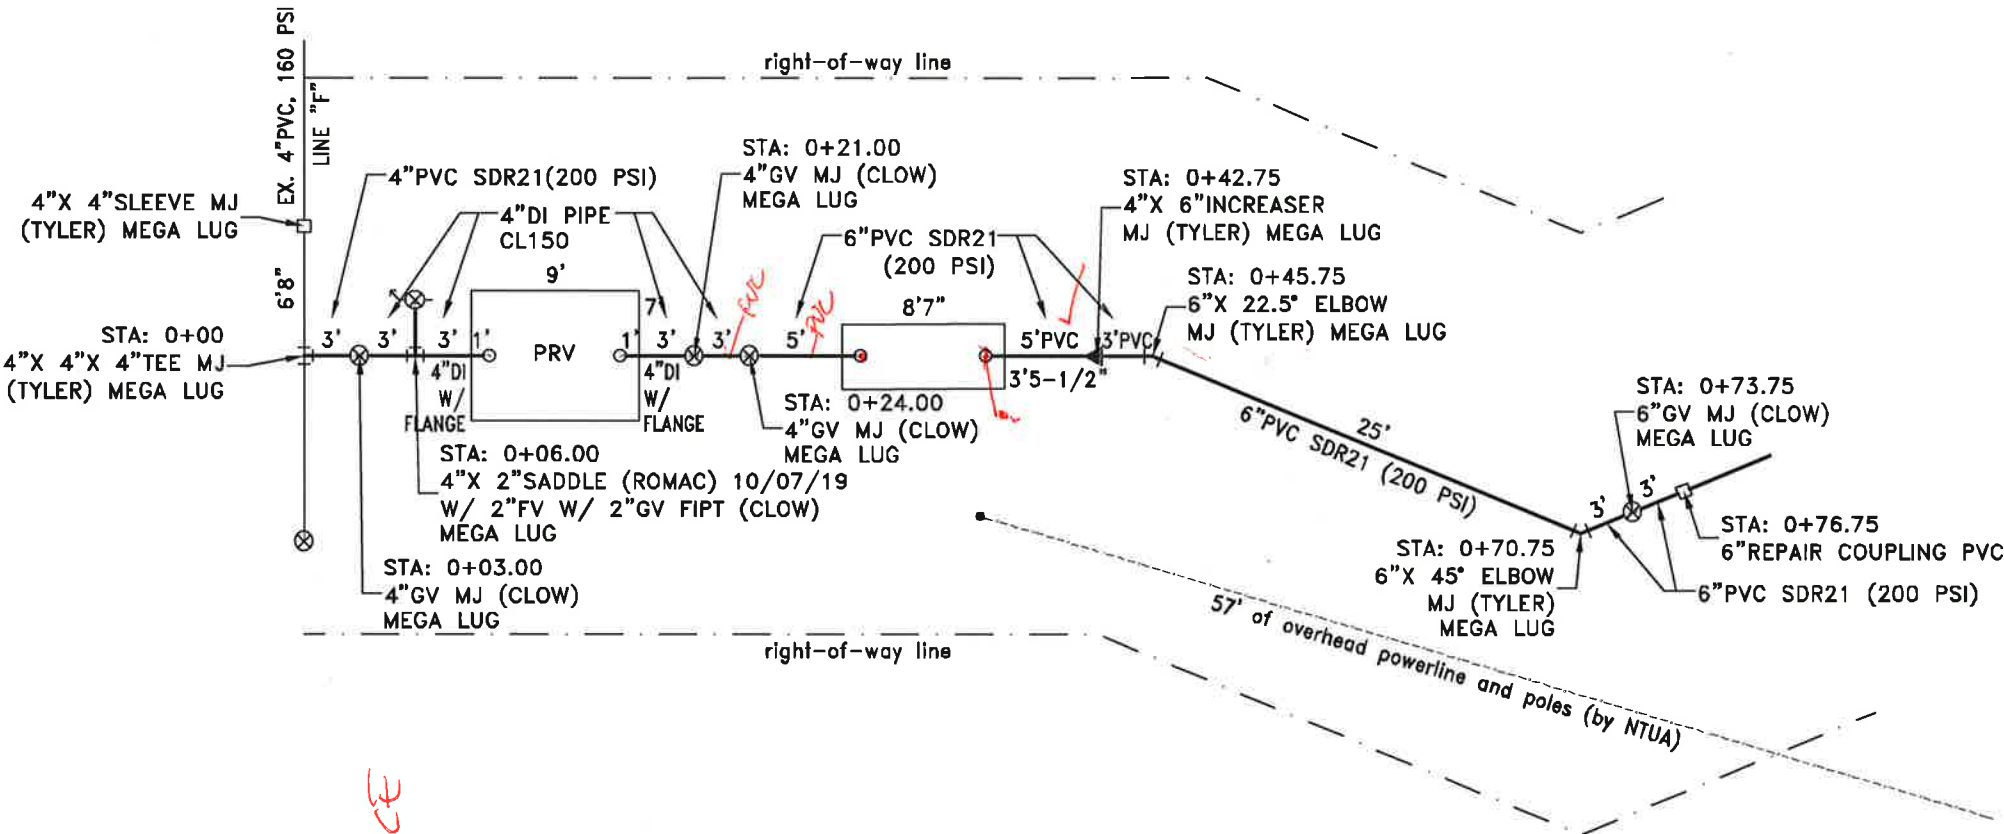 right-of-way line
EX. 4"PVC, 160 PSI
LINE "F"
4"X 4"SLEEVE MJ
(TYLER) MEGA LUG
6'8"
4"PVC SDR21(200 PSI)
4"DI PIPE
CL150
STA: 0+21.00
4"GV MJ (CLOW)
MEGA LUG
6"PVC SDR21
(200 PSI)
STA: 0+42.75
4"X 6"INCREASER
MJ (TYLER) MEGA LUG
STA: 0+45.75
6"X 22.5° ELBOW
MJ (TYLER) MEGA LUG
STA: 0+00
4"X 4"X 4"TEE MJ
(TYLER) MEGA LUG
9'
7'
8'7"
3'
3'
3'
1'
PRV
1'
3'
3'
PVC
5'
PVC
5'PVC
3'PVC
3'5-1/2"
4"DI
W/
FLANGE
4"DI
W/
FLANGE
STA: 0+24.00
4"GV MJ (CLOW)
MEGA LUG
STA: 0+06.00
4"X 2"SADDLE (ROMAC) 10/07/19
W/ 2"FV W/ 2"GV FIPT (CLOW)
MEGA LUG
STA: 0+03.00
4"GV MJ (CLOW)
MEGA LUG
25'
6"PVC SDR21 (200 PSI)
STA: 0+73.75
6"GV MJ (CLOW)
MEGA LUG
3'
3'
STA: 0+76.75
6"REPAIR COUPLING PVC
6"PVC SDR21 (200 PSI)
STA: 0+70.75
6"X 45° ELBOW
MJ (TYLER)
MEGA LUG
57' of overhead powerline and poles (by NTUA)
right-of-way line